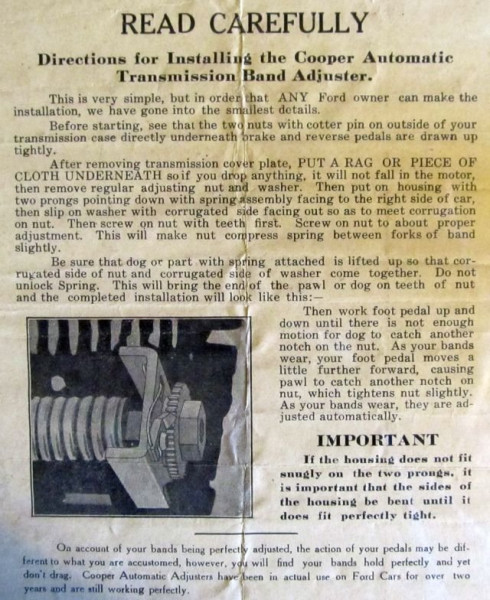 READ CAREFULLY
Directions for Installing the Cooper Automatic
Transmission Band Adjuster.
This is very simple, but in order that ANY Ford owner can make the
installation, we have gone into the smallest details.
Before starting, see that the two nuts with cotter pin on outside of your
transmission case directly underneath brake and reverse pedals are drawn up
tightly.
After removing transmission cover plate, PUT A RAG OR PIECE OF
CLOTH UNDERNEATH so if you drop anything, it will not fall in the motor,
then remove regular adjusting nut and washer. Then put on housing with
two prongs pointing down with spring assembly facing to the right side of car,
then slip on washer with corrugated side facing out so as to meet corrugation
on nut. Then screw on nut with teeth first. Screw on nut to about proper
adjustment. This will make nut compress spring between forks of band
slightly.
Be sure that dog or part with spring attached is lifted up so that cor-
rugated side of nut and corrugated side of washer come together. Do not
unlock Spring. This will bring the end of the pawl or dog on teeth of nut
and the completed installation will look like this:—
Then work foot pedal up and
down until there is not enough
motion for dog to catch another
notch on the nut. As your bands
wear, your foot pedal moves a
little further forward, causing
pawl to catch another notch on
nut, which tightens nut slightly.
As your bands wear, they are ad-
justed automatically.
IMPORTANT
If the housing does not fit
snugly on the two prongs, it
is important that the sides of
the housing be bent until it
does fit perfectly tight.
On account of your bands being perfectly adjusted, the action of your pedals may be dif-
ferent to what you are accustomed, however, you will find your bands hold perfectly and yet
don't drag. Cooper Automatic Adjusters have been in actual use on Ford Cars for over two
years and are still working perfectly.